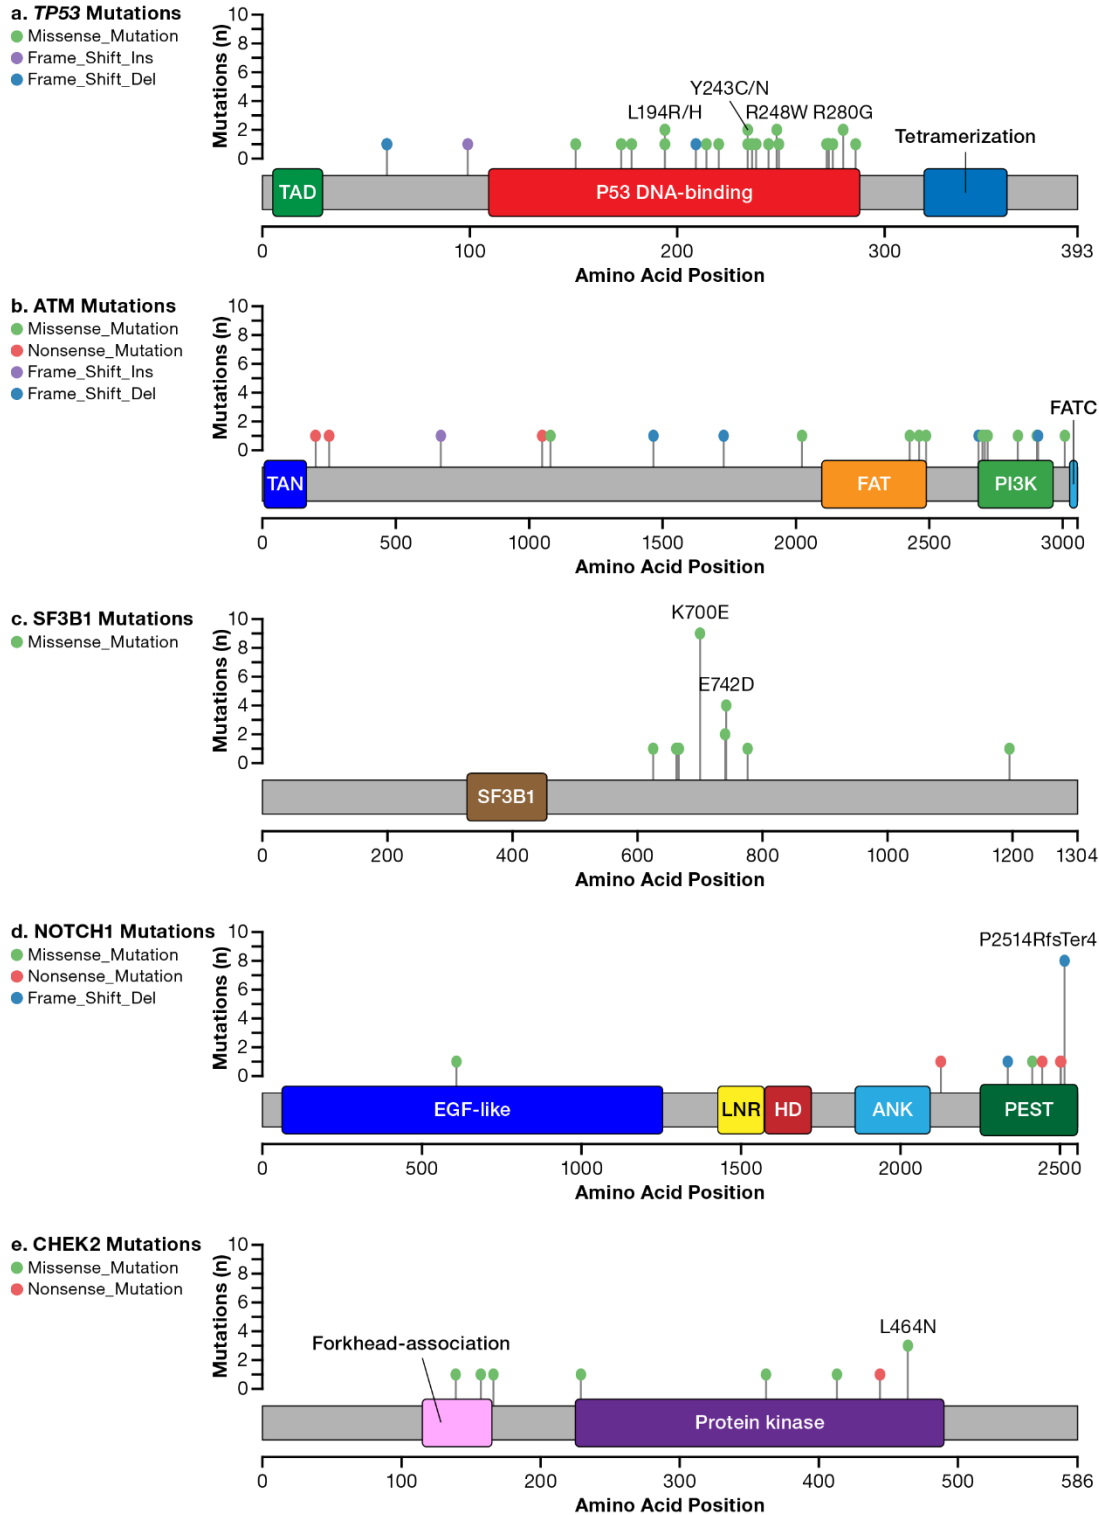 a. TP53 Mutations
Missense_Mutation
Frame_Shift_Ins
Frame_Shift_Del
Mutations (n)
10
8
6
4
2
0
Y243C/N
L194R/H
R248W
R280G
Tetramerization
TAD
P53 DNA-binding
0
100
200
300
393
Amino Acid Position
b. ATM Mutations
Missense_Mutation
Nonsense_Mutation
Frame_Shift_Ins
Frame_Shift_Del
Mutations (n)
10
8
6
4
2
0
FATC
TAN
FAT
PI3K
0
500
1000
1500
2000
2500
3000
Amino Acid Position
c. SF3B1 Mutations
Missense_Mutation
Mutations (n)
10
8
6
4
2
0
K700E
E742D
SF3B1
0
200
400
600
800
1000
1200
1304
Amino Acid Position
d. NOTCH1 Mutations
Missense_Mutation
Nonsense_Mutation
Frame_Shift_Del
Mutations (n)
10
8
6
4
2
0
P2514RfsTer4
EGF-like
LNR
HD
ANK
PEST
0
500
1000
1500
2000
2500
Amino Acid Position
e. CHEK2 Mutations
Missense_Mutation
Nonsense_Mutation
Mutations (n)
10
8
6
4
2
0
Forkhead-association
L464N
Protein kinase
0
100
200
300
400
500
586
Amino Acid Position